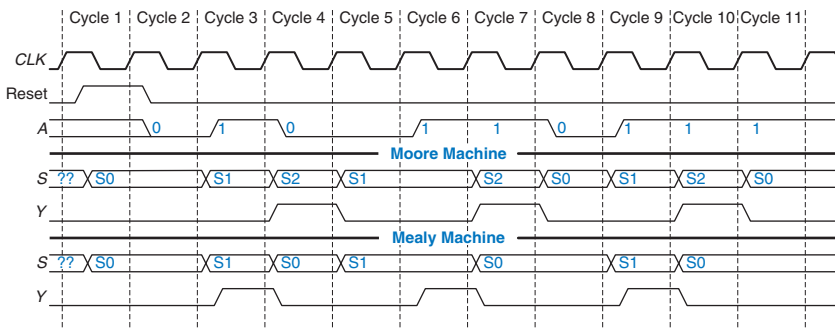 Cycle 1 Cycle 2 Cycle 3 Cycle 4 Cycle 5 Cycle 6 Cycle 7 Cycle 8 Cycle 9 Cycle 10 Cycle 11
CLK
Reset
A 0 1 0 1 1 0 1 1 1
Moore Machine
S ?? S0 S1 S2 S1 S2 S0 S1 S2 S0
Y
Mealy Machine
S ?? S0 S1 S0 S1 S0 S1 S0
Y